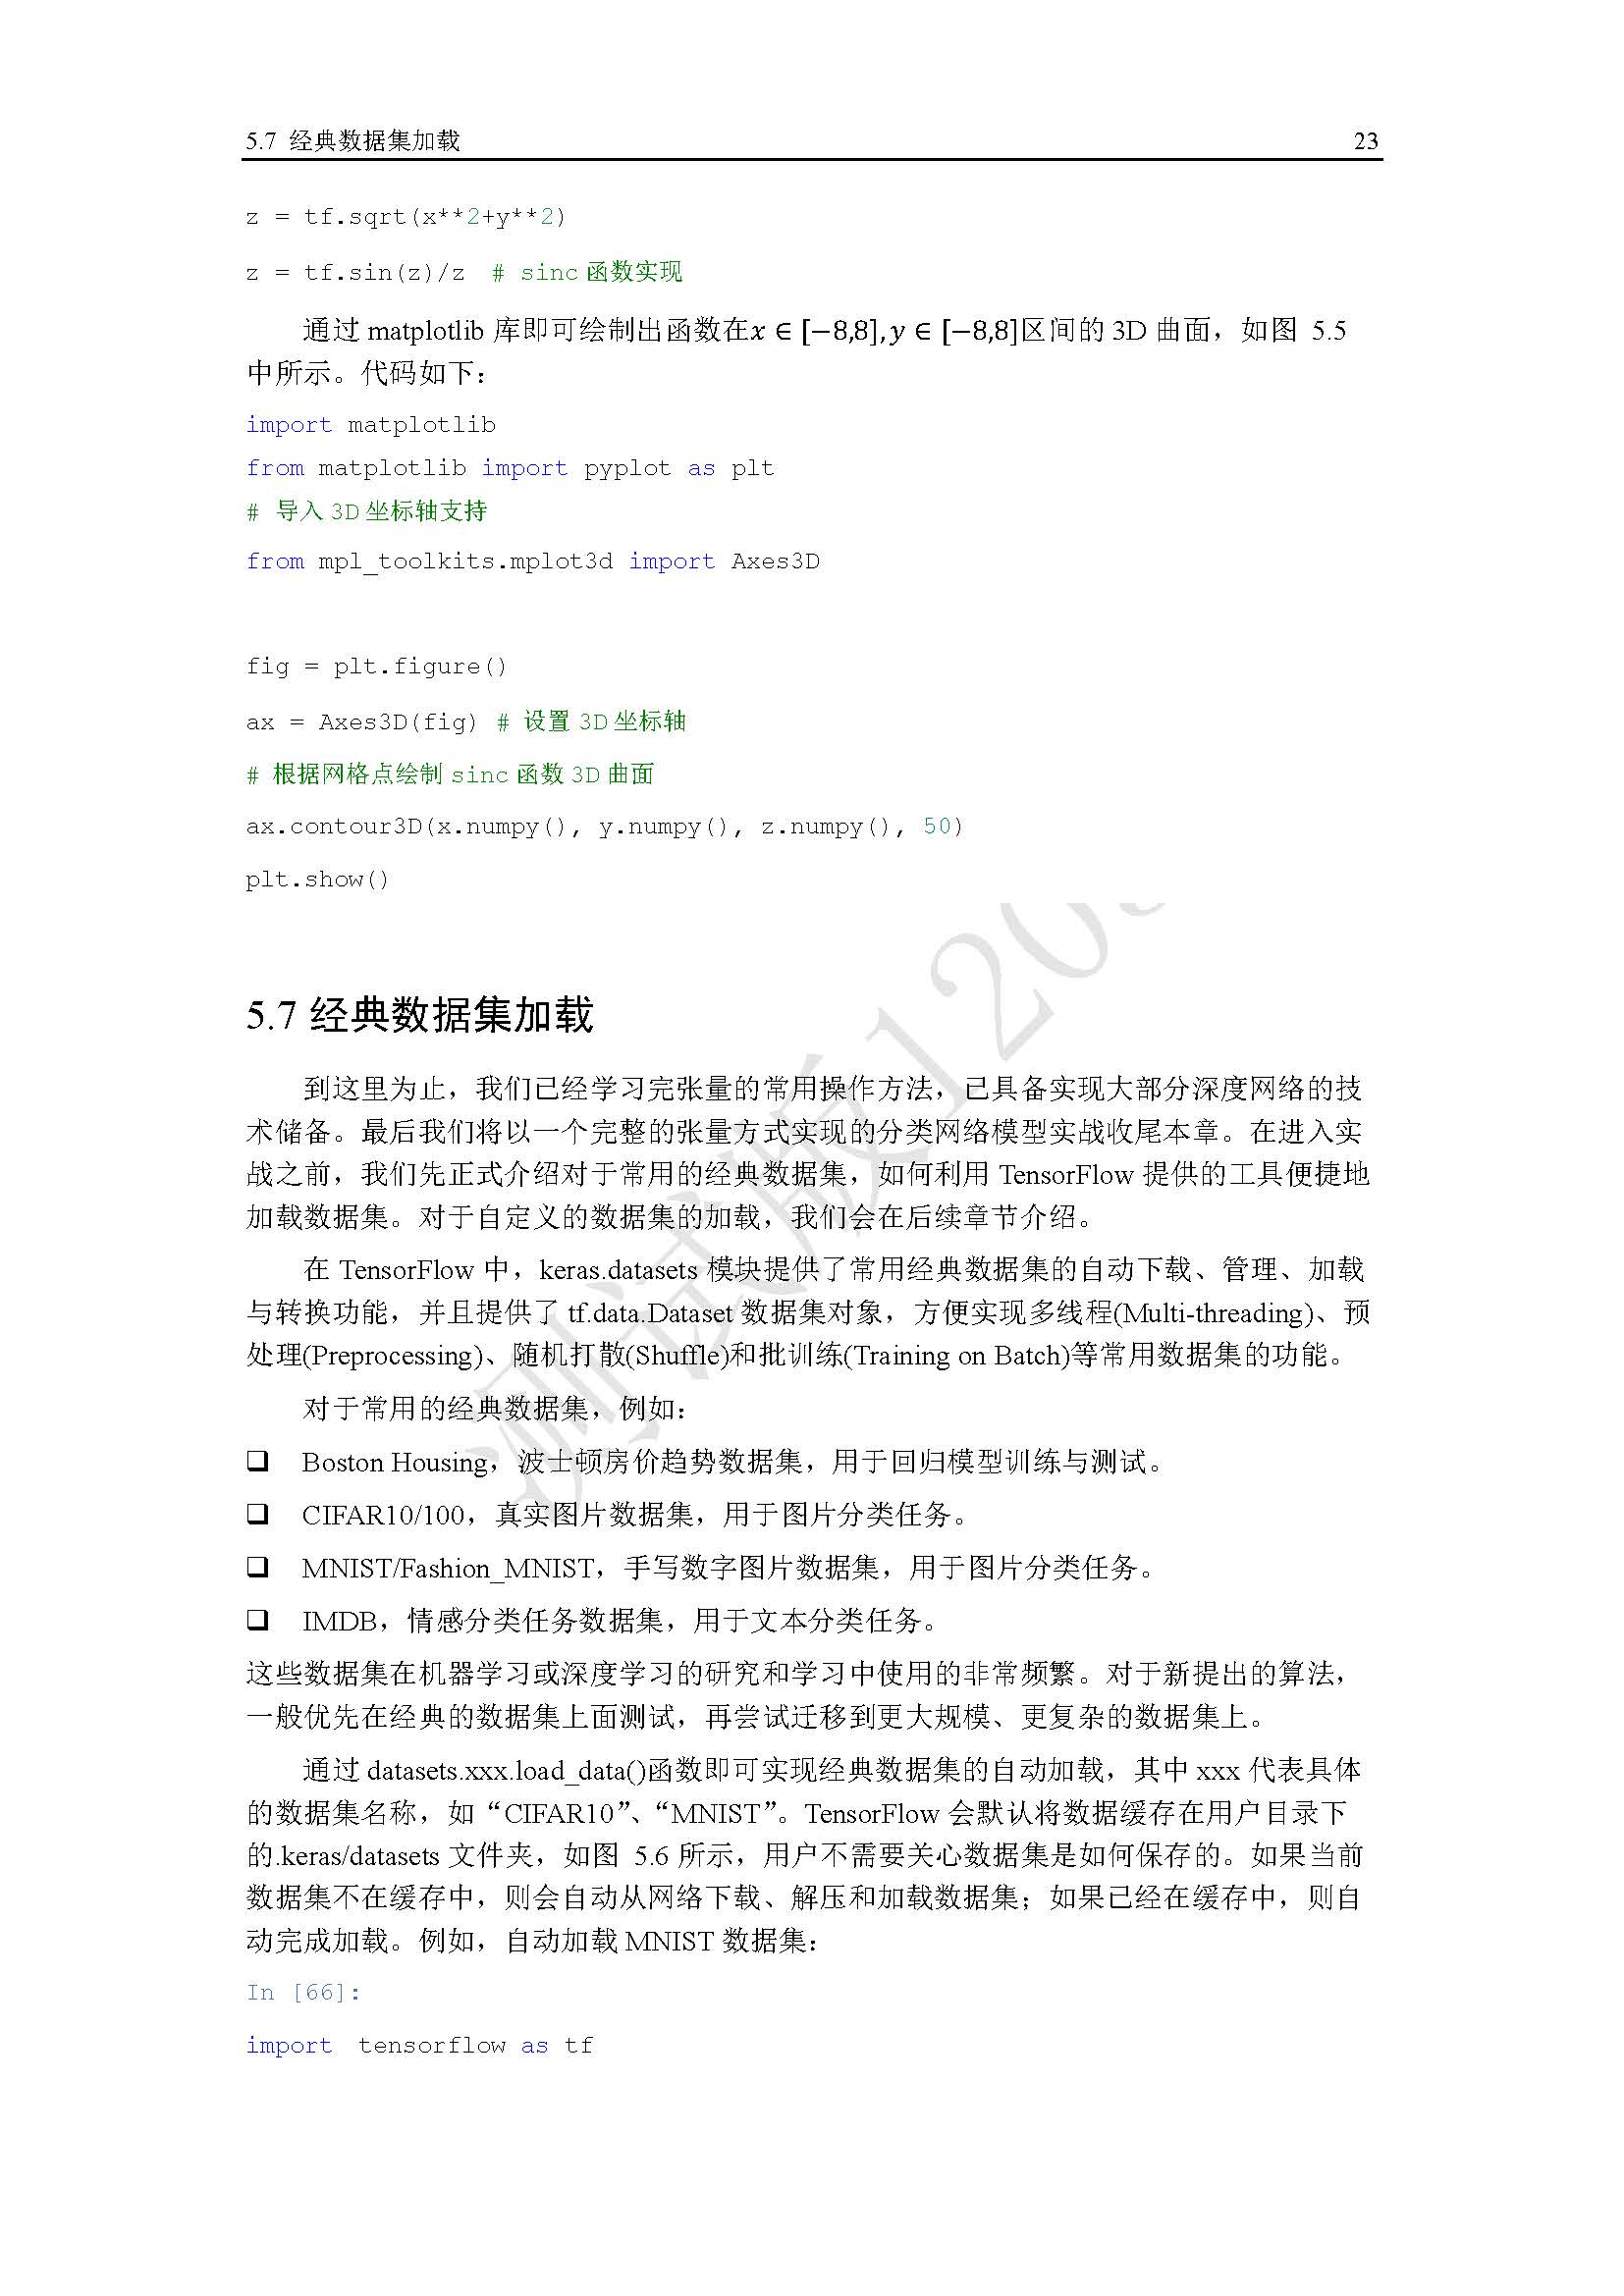 5.7 经典数据集加载 23
z = tf.sqrt(x**2+y**2)
z = tf.sin(z)/z # sinc 函数实现
通过 matplotlib 库即可绘制出函数在x ∈ [−8,8], y ∈ [−8,8]区间的 3D 曲面，如图 5.5
中所示。代码如下：
import matplotlib
from matplotlib import pyplot as plt
# 导入 3D 坐标轴支持
from mpl_toolkits.mplot3d import Axes3D
fig = plt.figure()
ax = Axes3D(fig) # 设置 3D 坐标轴
# 根据网格点绘制 sinc 函数 3D 曲面
ax.contour3D(x.numpy(), y.numpy(), z.numpy(), 50)
plt.show()
5.7 经典数据集加载
到这里为止，我们已经学习完张量的常用操作方法，已具备实现大部分深度网络的技
术储备。最后我们将以一个完整的张量方式实现的分类网络模型实战收尾本章。在进入实
战之前，我们先正式介绍对于常用的经典数据集，如何利用 TensorFlow 提供的工具便捷地
加载数据集。对于自定义的数据集的加载，我们会在后续章节介绍。
在 TensorFlow 中，keras.datasets 模块提供了常用经典数据集的自动下载、管理、加载
与转换功能，并且提供了 tf.data.Dataset 数据集对象，方便实现多线程(Multi-threading)、预
处理(Preprocessing)、随机打散(Shuffle)和批训练(Training on Batch)等常用数据集的功能。
对于常用的经典数据集，例如：
❑ Boston Housing，波士顿房价趋势数据集，用于回归模型训练与测试。
❑ CIFAR10/100，真实图片数据集，用于图片分类任务。
❑ MNIST/Fashion_MNIST，手写数字图片数据集，用于图片分类任务。
❑ IMDB，情感分类任务数据集，用于文本分类任务。
这些数据集在机器学习或深度学习的研究和学习中使用的非常频繁。对于新提出的算法，
一般优先在经典的数据集上面测试，再尝试迁移到更大规模、更复杂的数据集上。
通过 datasets.xxx.load_data()函数即可实现经典数据集的自动加载，其中 xxx 代表具体
的数据集名称，如“CIFAR10”、“MNIST”。TensorFlow 会默认将数据缓存在用户目录下
的.keras/datasets 文件夹，如图 5.6 所示，用户不需要关心数据集是如何保存的。如果当前
数据集不在缓存中，则会自动从网络下载、解压和加载数据集；如果已经在缓存中，则自
动完成加载。例如，自动加载 MNIST 数据集：
In [66]:
import tensorflow as tf
测试版120